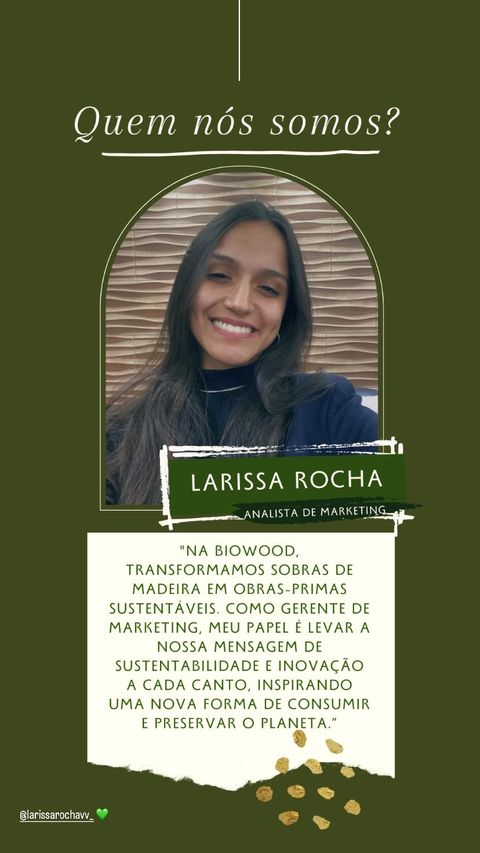 Quem nós somos?
LARISSA ROCHA
ANALISTA DE MARKETING
"NA BIOWOOD,
TRANSFORMAMOS SOBRAS DE
MADEIRA EM OBRAS-PRIMAS
SUSTENTÁVEIS. COMO GERENTE DE
MARKETING, MEU PAPEL É LEVAR A
NOSSA MENSAGEM DE
SUSTENTABILIDADE E INOVAÇÃO
A CADA CANTO, INSPIRANDO
UMA NOVA FORMA DE CONSUMIR
E PRESERVAR O PLANETA.”
@larissarochavv_ 💚